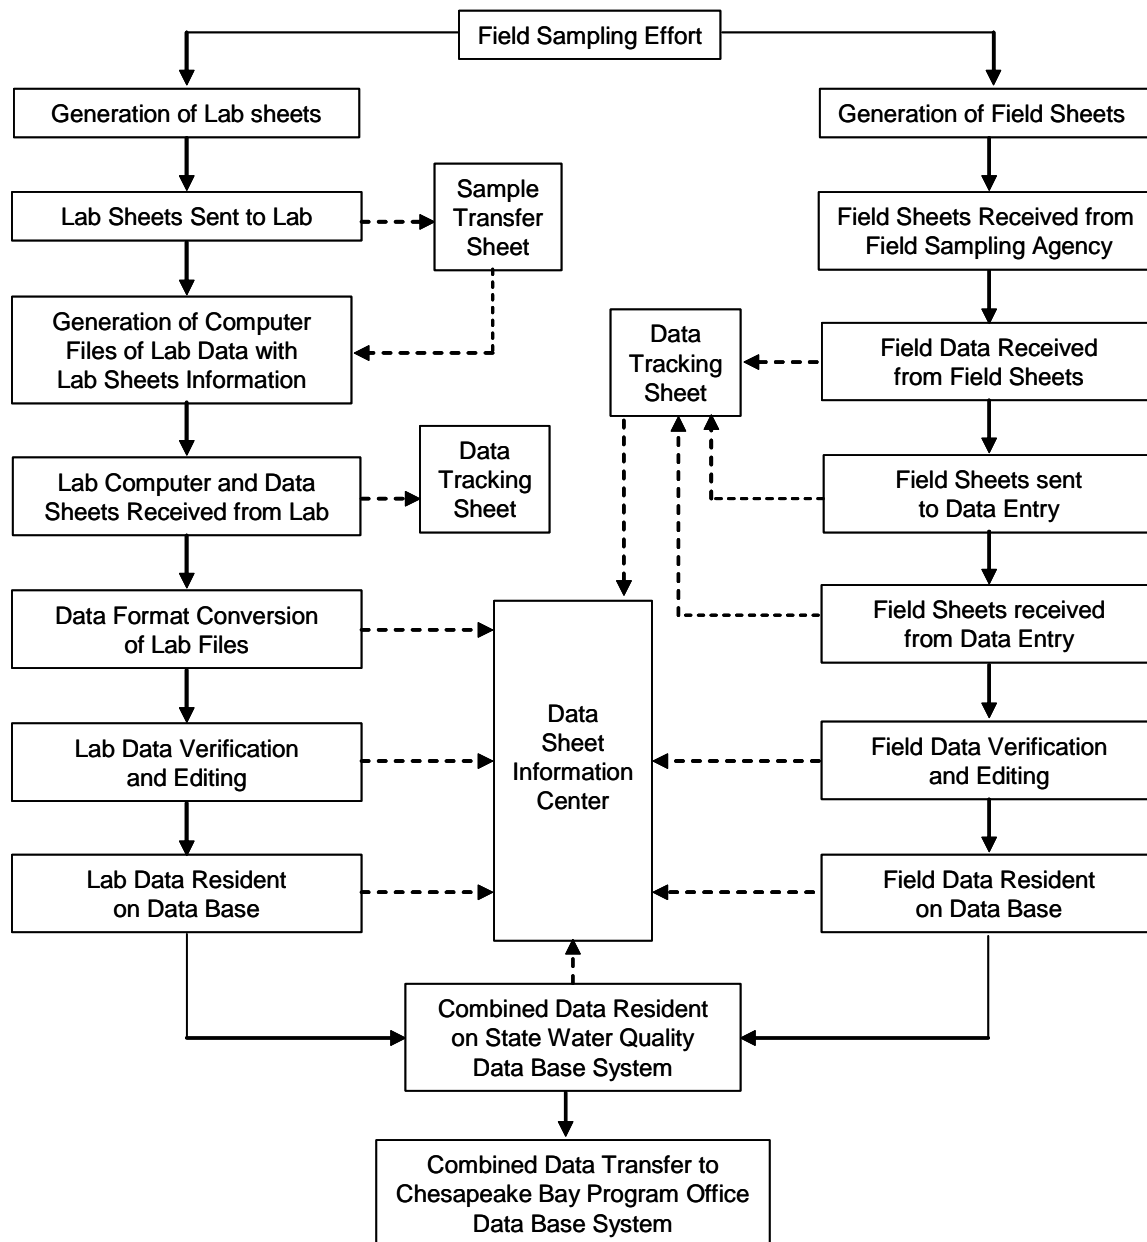 Field Sampling Effort
Generation of Lab sheets
Generation of Field Sheets
Lab Sheets Sent to Lab
Sample
Transfer
Sheet
Field Sheets Received from
Field Sampling Agency
Generation of Computer
Files of Lab Data with
Lab Sheets Information
Data
Tracking
Sheet
Field Data Received
from Field Sheets
Lab Computer and Data
Sheets Received from Lab
Data
Tracking
Sheet
Field Sheets sent
to Data Entry
Data Format Conversion
of Lab Files
Field Sheets received
from Data Entry
Data
Sheet
Information
Center
Lab Data Verification
and Editing
Field Data Verification
and Editing
Lab Data Resident
on Data Base
Field Data Resident
on Data Base
Combined Data Resident
on State Water Quality
Data Base System
Combined Data Transfer to
Chesapeake Bay Program Office
Data Base System